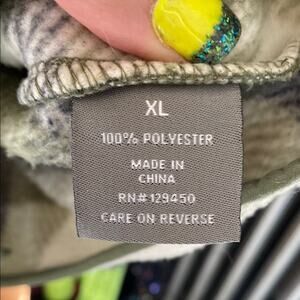 XL
100% POLYESTER
MADE IN
CHINA
RN# 129450
CARE ON REVERSE